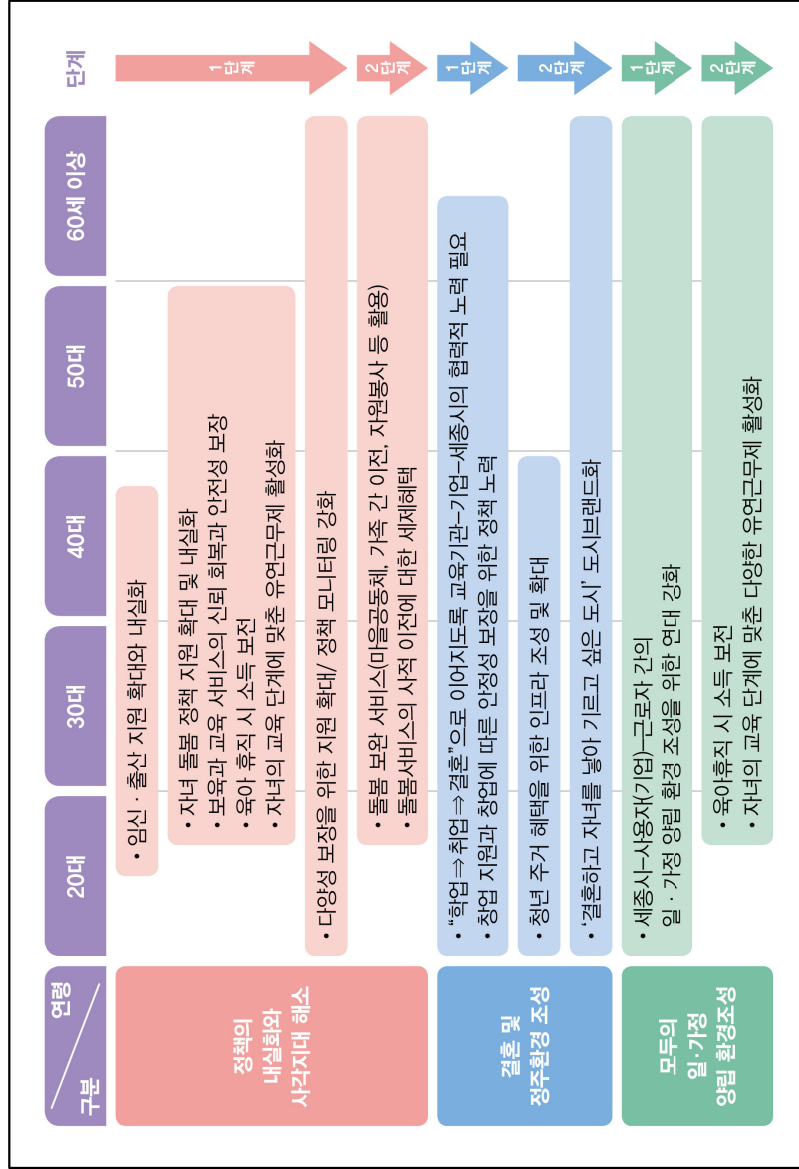 구분
연령
20대
30대
40대
50대
60세 이상
단계
정책의
내실화와
사각지대 해소
• 임신 · 출산 지원 확대와 내실화
• 자녀 돌봄 정책 지원 확대 및 내실화
• 보육과 교육 서비스의 신뢰 회복과 안전성 보장
• 육아 휴직 시 소득 보전
• 자녀의 교육 단계에 맞춘 유연근무제 활성화
• 다양성 보장을 위한 지원 확대/ 정책 모니터링 강화
1
단계
• 돌봄 보완 서비스(마을공동체, 가족 간 이전, 자원봉사 등 활용)
• 돌봄서비스의 사적 이전에 대한 세제혜택
2
단계
결혼 및
정주환경 조성
• “학업⇒취업⇒결혼”으로 이어지도록 교육기관-기업-세종시의 협력적 노력 필요
• 창업 지원과 창업에 따른 안정성 보장을 위한 정책 노력
1
단계
• 청년 주거 혜택을 위한 인프라 조성 및 확대
• ‘결혼하고 자녀를 낳아 기르고 싶은 도시’ 도시브랜드화
2
단계
모두의
일·가정
양립 환경조성
• 세종시-사용자(기업)-근로자 간의
일 · 가정 양립 환경 조성을 위한 연대 강화
1
단계
• 육아휴직 시 소득 보전
• 자녀의 교육 단계에 맞춘 다양한 유연근무제 활성화
2
단계